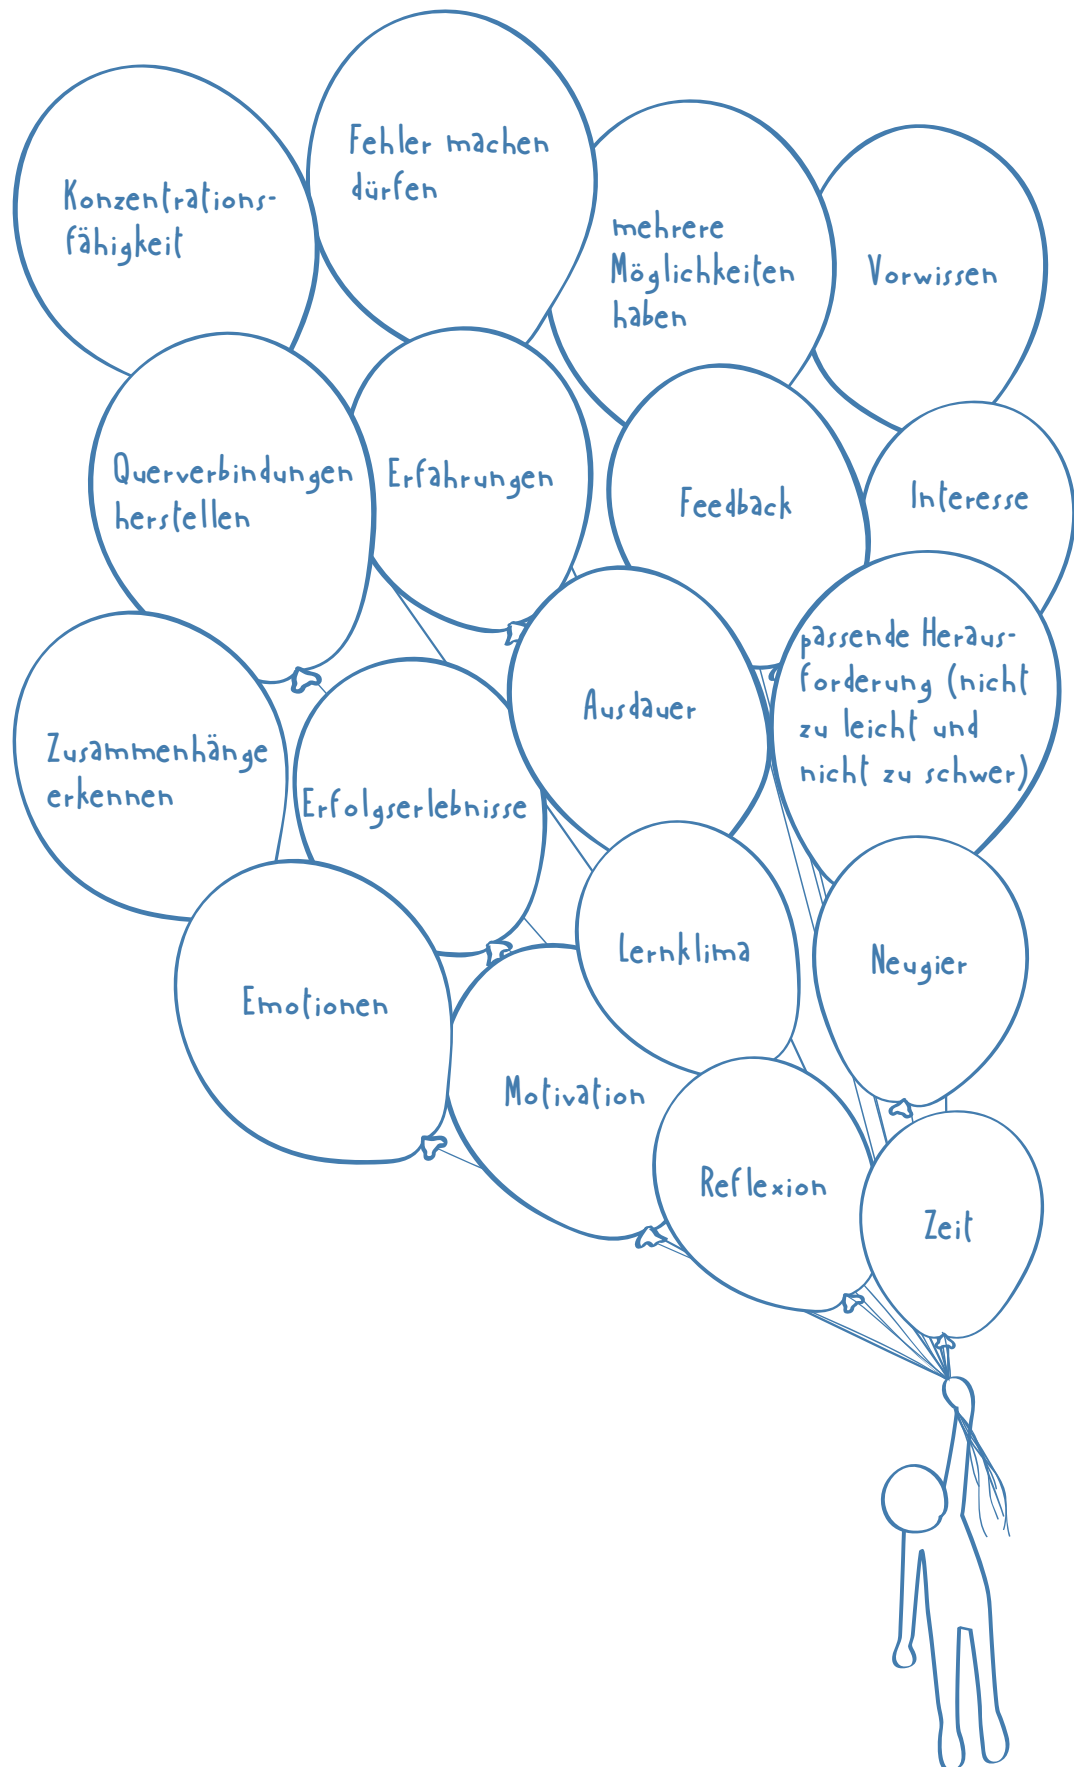 Fehler machen
dürfen
Konzentrations-
fähigkeit
mehrere
Möglichkeiten
haben
Vorwissen
Querverbindungen
herstellen
Erfahrungen
Feedback
Interesse
passende Heraus-
forderung (nicht
zu leicht und
nicht zu schwer)
Ausdauer
Zusammenhänge
erkennen
Erfolgserlebnisse
Lernklima
Neugier
Emotionen
Motivation
Reflexion
Zeit